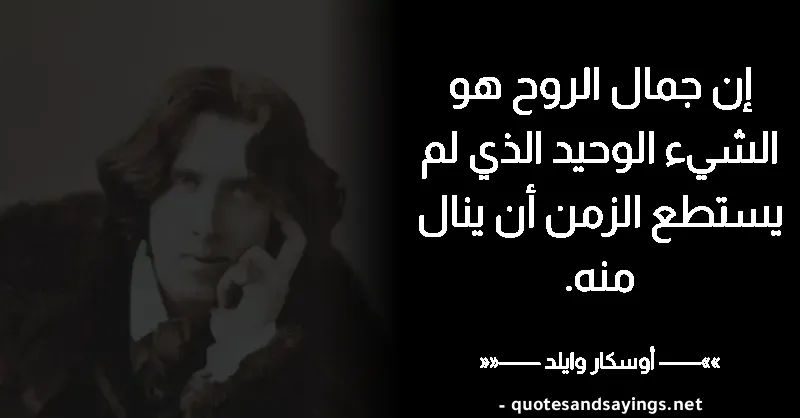 إن جمال الروح هو
الشيء الوحيد الذي لم
يستطع الزمن أن ينال
منه.
»»—— أوسكار وايلد ——««
- quotesandsayings.net